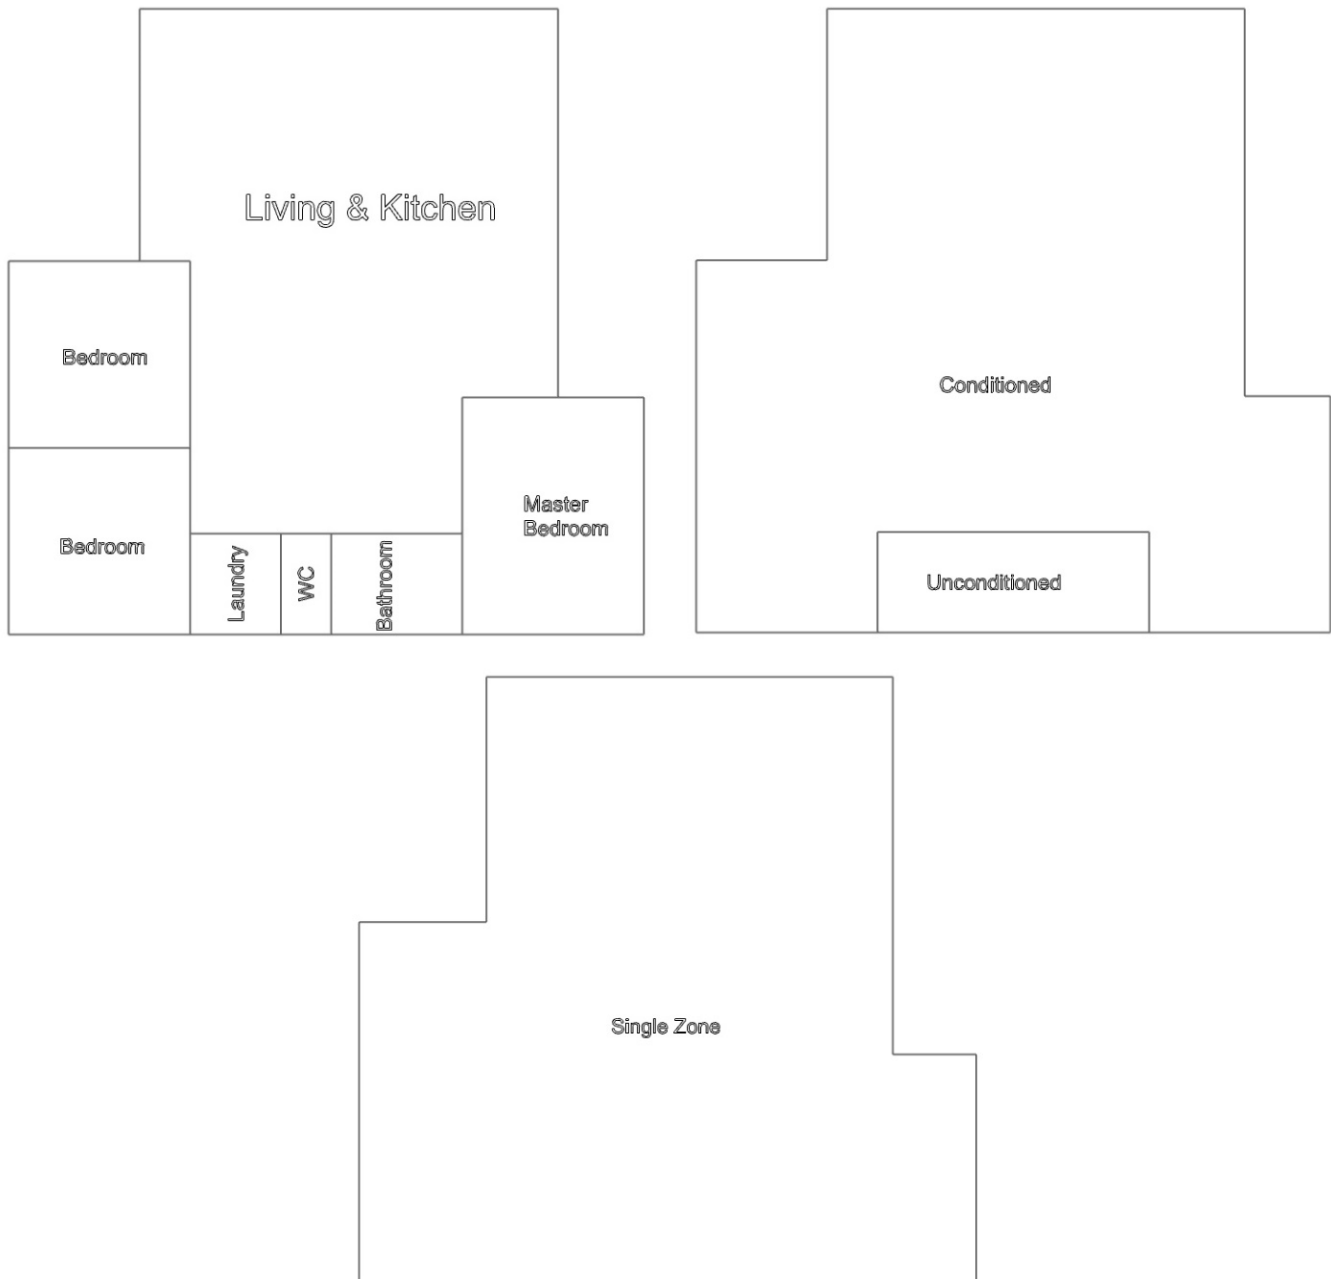 Living & Kitchen
Bedroom
Bedroom
Laundry
WC
Bathroom
Master
Bedroom
Conditioned
Unconditioned
Single Zone